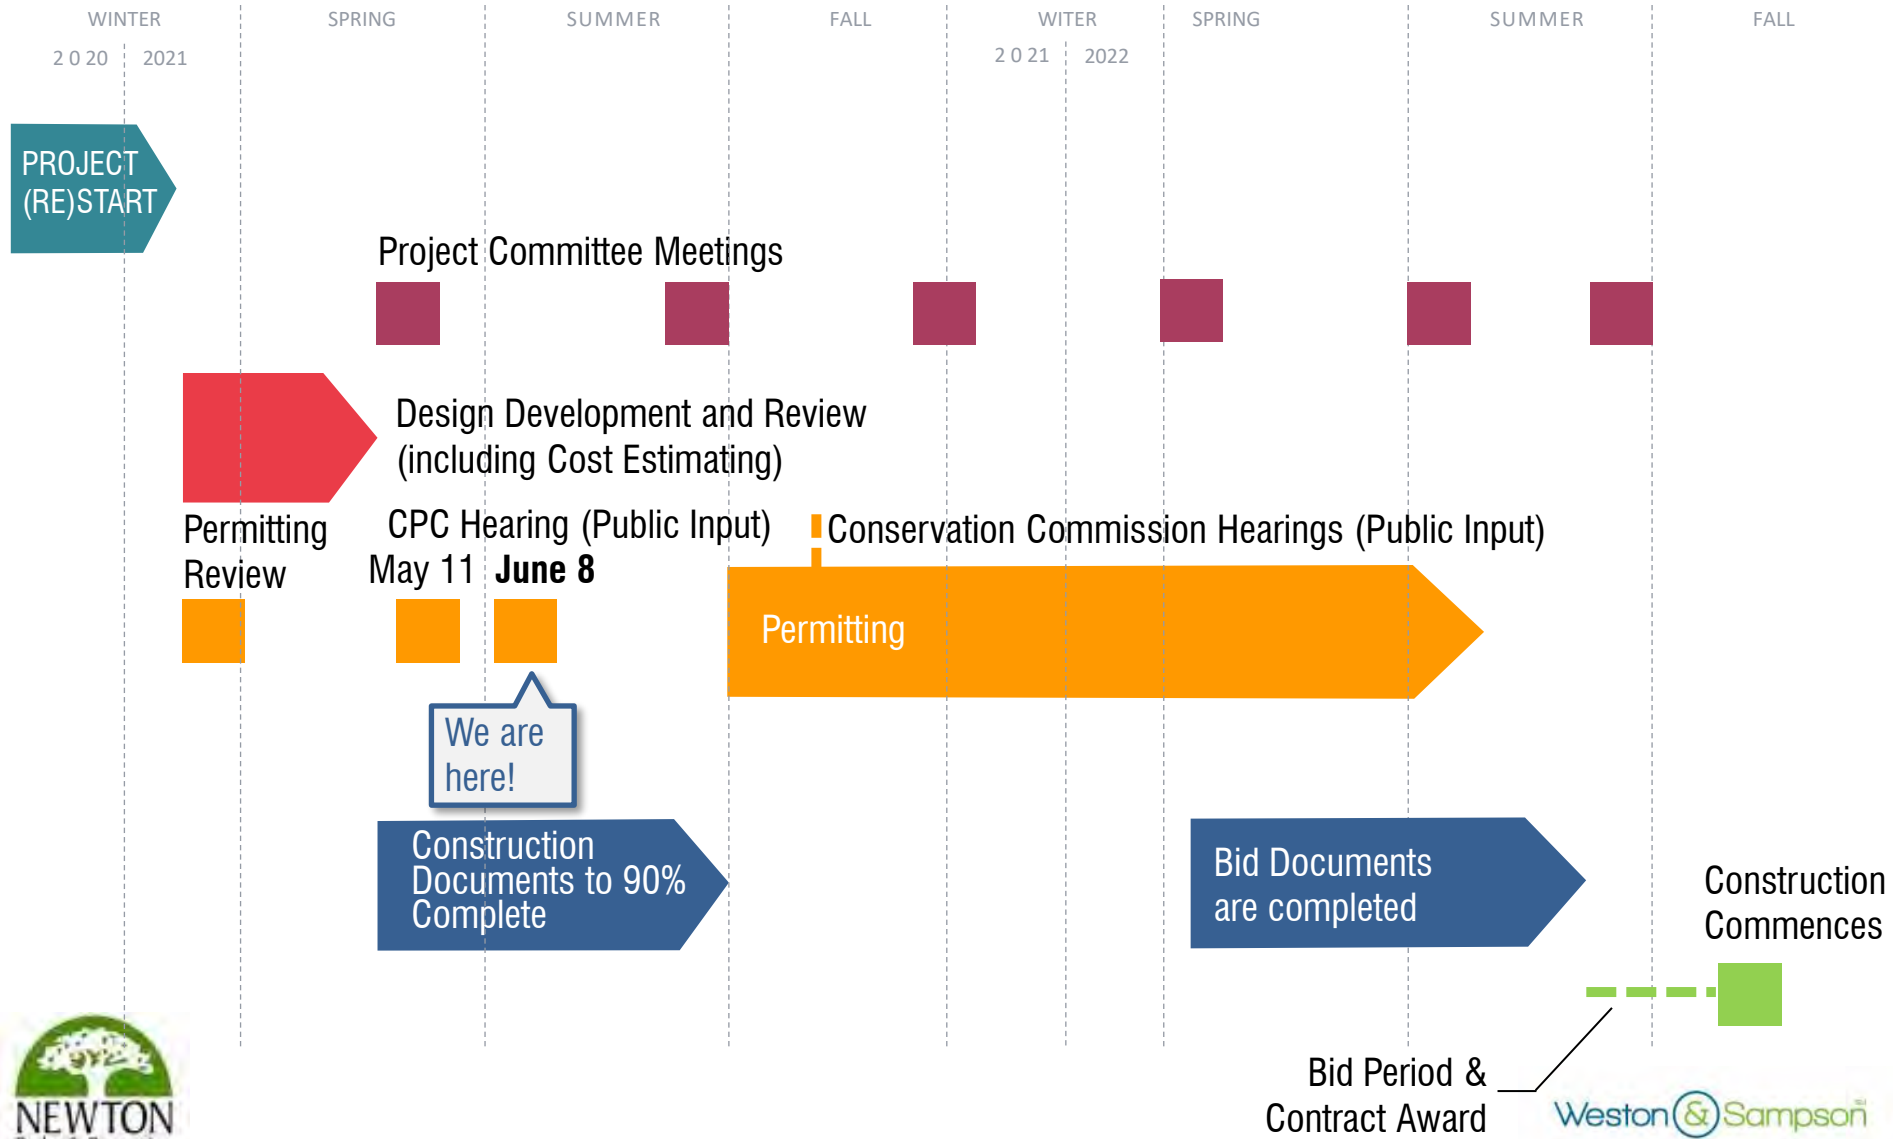 WINTER SPRING SUMMER FALL WITER SPRING SUMMER FALL
2020 2021 2021 2022
PROJECT
(RE)START
Project Committee Meetings
Design Development and Review
(including Cost Estimating)
Permitting
Review
CPC Hearing (Public Input)
May 11 June 8
Conservation Commission Hearings (Public Input)
Permitting
We are
here!
Construction
Documents to 90%
Complete
Bid Documents
are completed
Construction
Commences
Bid Period &
Contract Award
NEWTON
Weston & Sampson